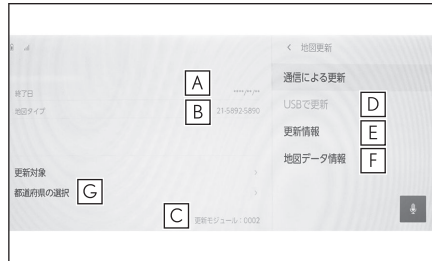 地図更新
通信による更新
USBで更新
更新情報
地図データ情報
終了日
****/**/**
地図タイプ
21-5892-5890
更新対象
都道府県の選択
更新モジュール：0002
A
B
C
D
E
F
G